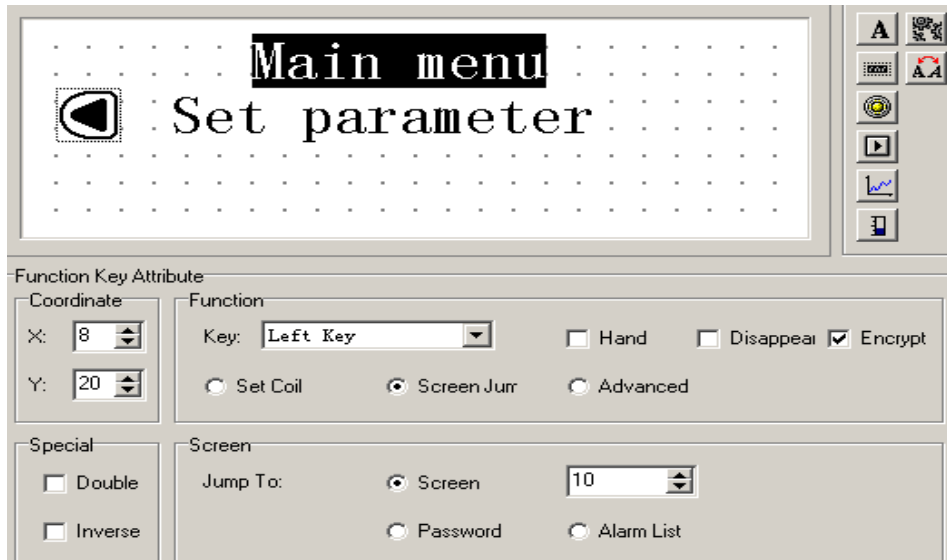 Main menu
Set parameter
A
A A
Function Key Attribute
Coordinate
X: 8
Y: 20
Function
Key: Left Key
Hand
Disappear
Encrypt
Set Coil
Screen Jum
Advanced
Special
Double
Inverse
Screen
Jump To:
Screen
10
Password
Alarm List